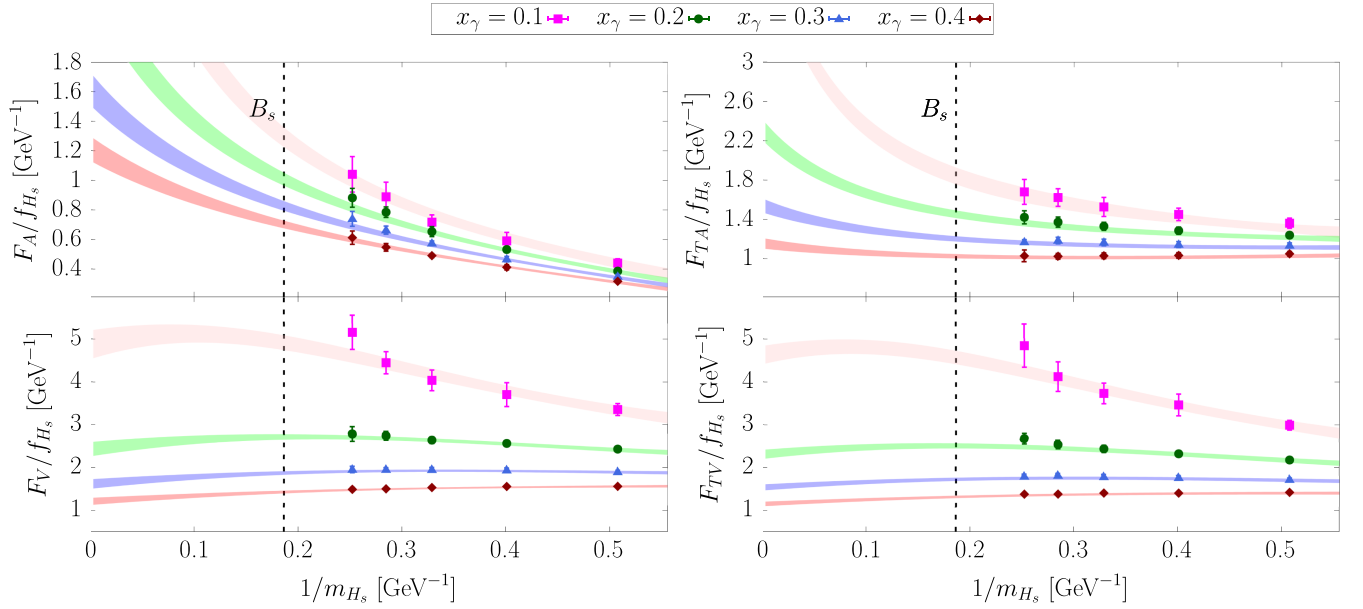 x_γ = 0.1 x_γ = 0.2 x_γ = 0.3 x_γ = 0.4
F_A/f_{H_s} [GeV⁻¹]
1.8
1.6
1.4
1.2
1
0.8
0.6
0.4
B_s
F_{TA}/f_{H_s} [GeV⁻¹]
3
2.6
2.2
1.8
1.4
1
B_s
F_V/f_{H_s} [GeV⁻¹]
5
4
3
2
1
0 0.1 0.2 0.3 0.4 0.5
1/m_{H_s} [GeV⁻¹]
F_{TV}/f_{H_s} [GeV⁻¹]
5
4
3
2
1
0 0.1 0.2 0.3 0.4 0.5
1/m_{H_s} [GeV⁻¹]